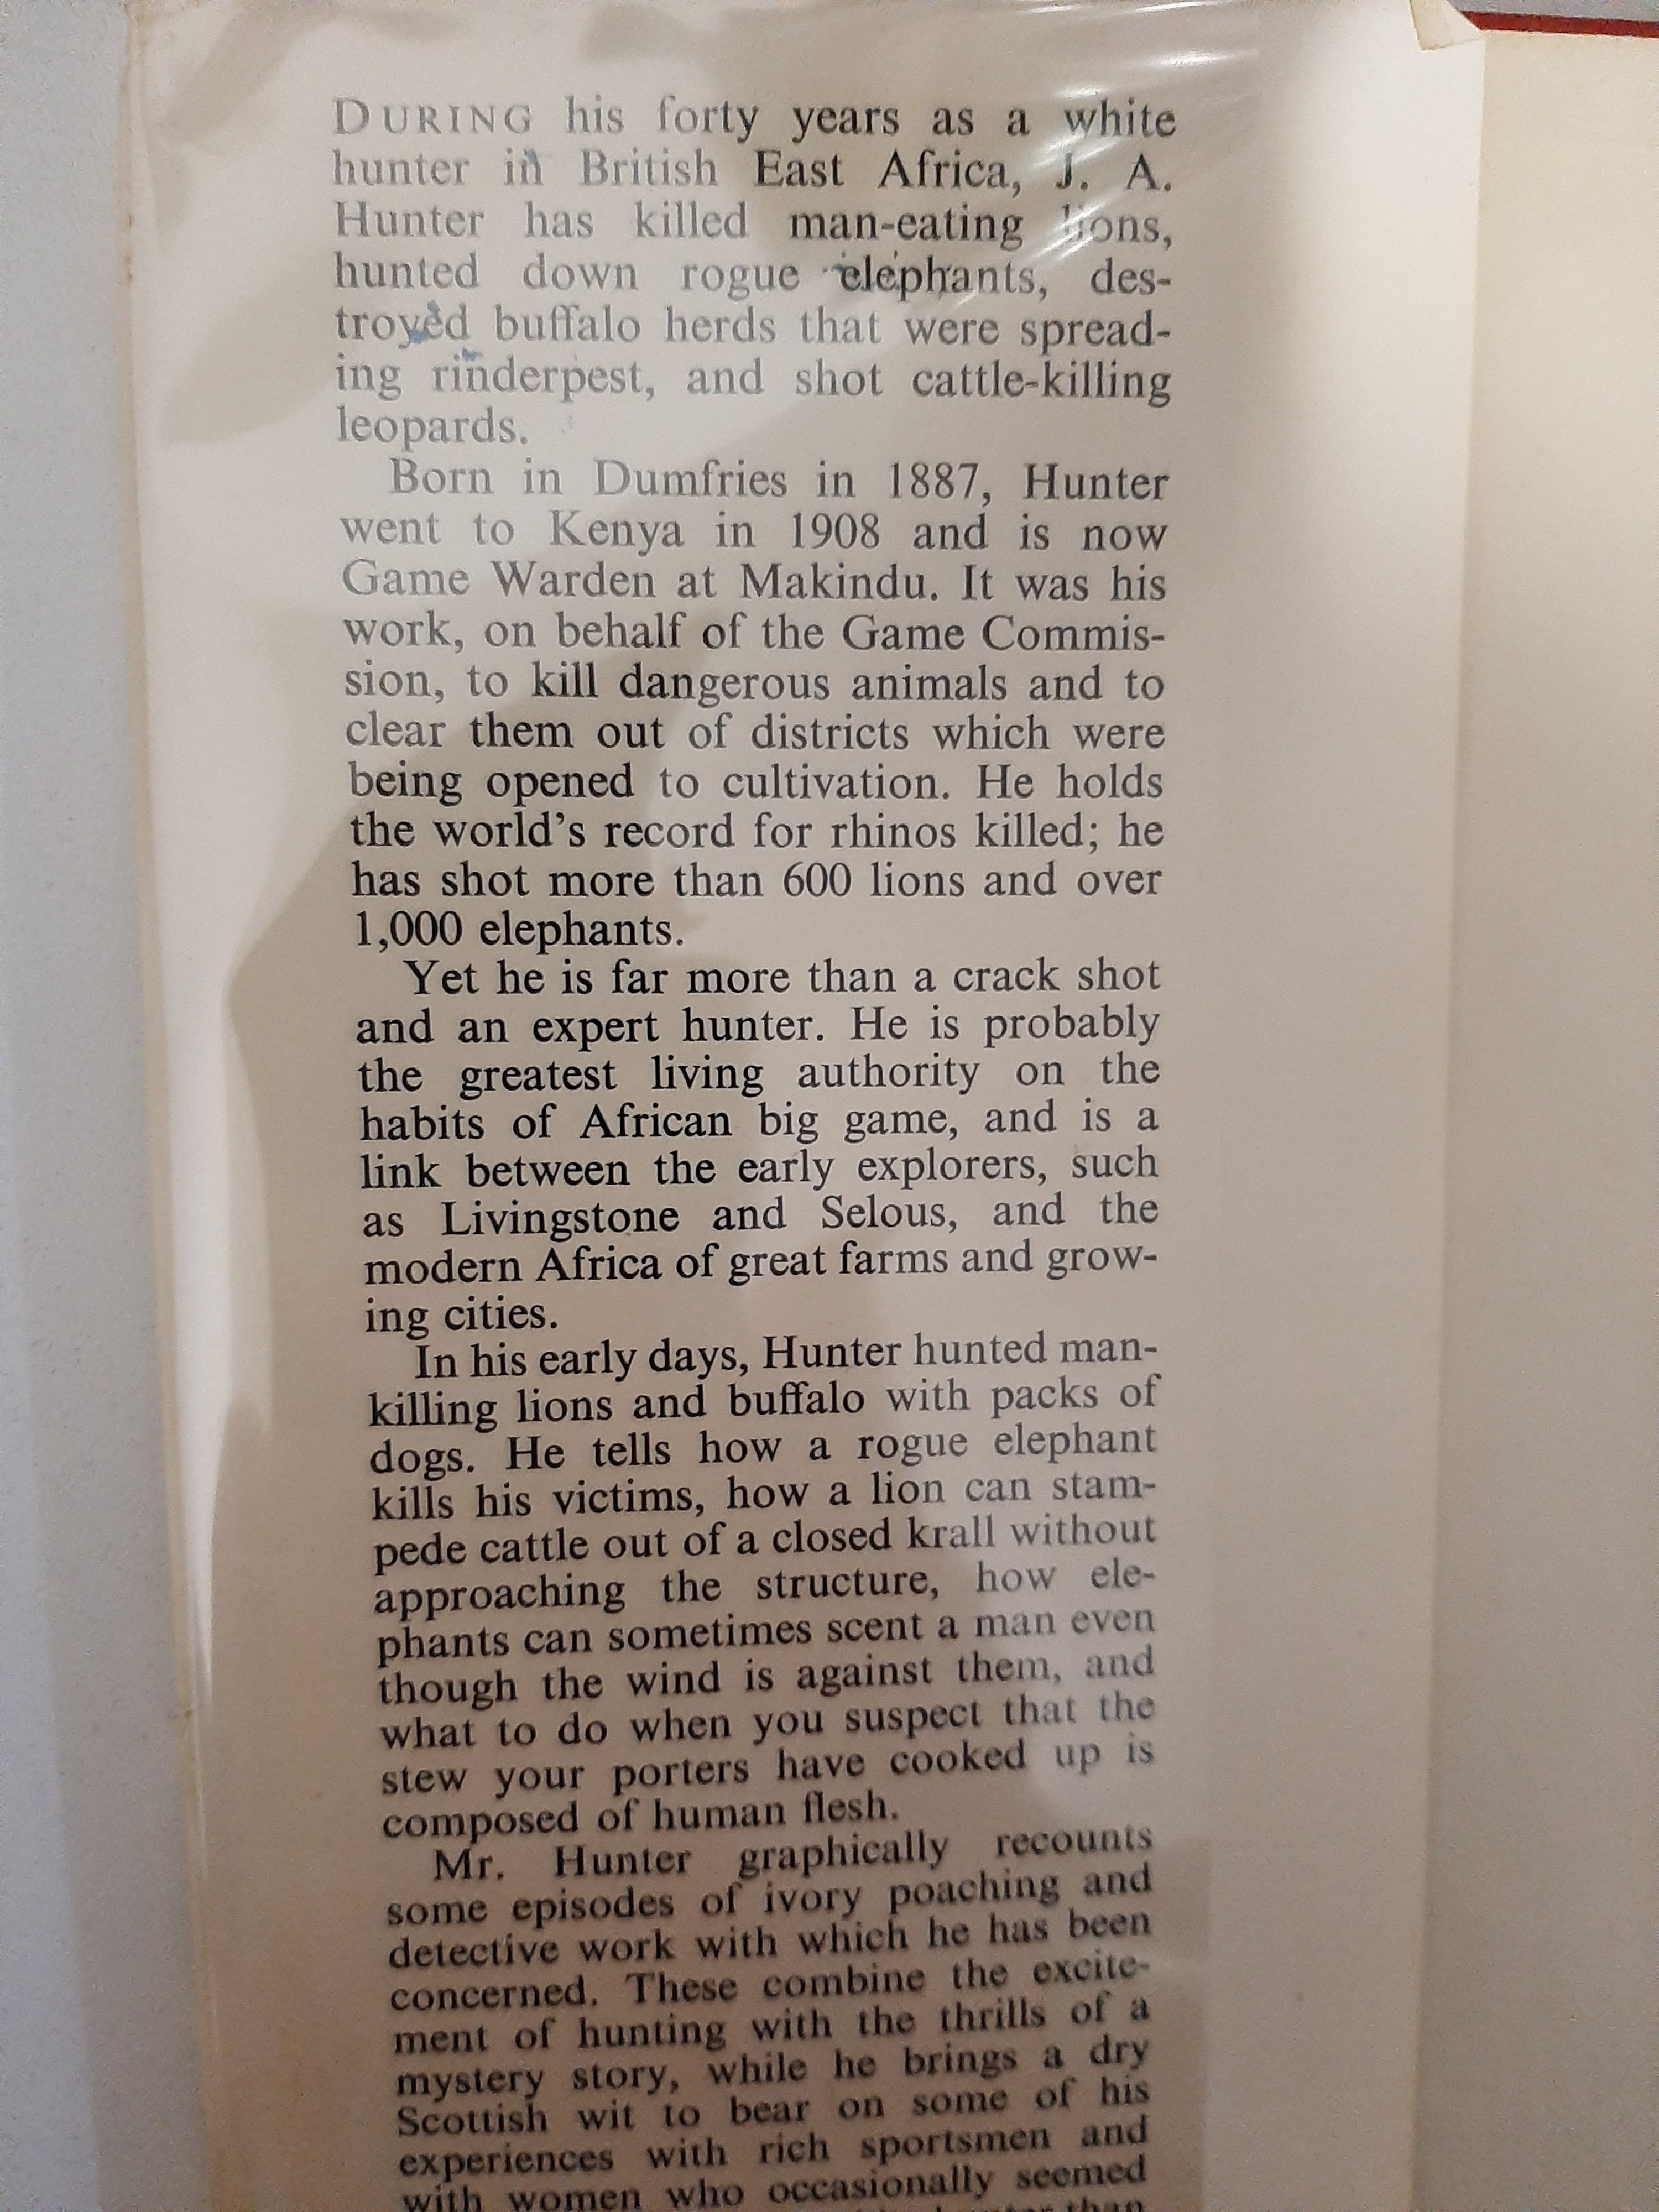 DURING his forty years as a white
hunter in British East Africa, J. A.
Hunter has killed man-eating lions,
hunted down rogue elephants, des-
troyed buffalo herds that were spread-
ing rinderpest, and shot cattle-killing
leopards.
Born in Dumfries in 1887, Hunter
went to Kenya in 1908 and is now
Game Warden at Makindu. It was his
work, on behalf of the Game Commis-
sion, to kill dangerous animals and to
clear them out of districts which were
being opened to cultivation. He holds
the world's record for rhinos killed; he
has shot more than 600 lions and over
1,000 elephants.
Yet he is far more than a crack shot
and an expert hunter. He is probably
the greatest living authority on the
habits of African big game, and is a
link between the early explorers, such
as Livingstone and Selous, and the
modern Africa of great farms and grow-
ing cities.
In his early days, Hunter hunted man-
killing lions and buffalo with packs of
dogs. He tells how a rogue elephant
kills his victims, how a lion can stam-
pede cattle out of a closed krall without
approaching the structure, how ele-
phants can sometimes scent a man even
though the wind is against them, and
what to do when you suspect that the
stew your porters have cooked up is
composed of human flesh.
Mr. Hunter graphically recounts
some episodes of ivory poaching and
detective work with which he has been
concerned. These combine the excite-
ment of hunting with the thrills of a
mystery story, while he brings a dry
Scottish wit to bear on some of his
experiences with rich sportsmen and
with women who occasionally seemed
than